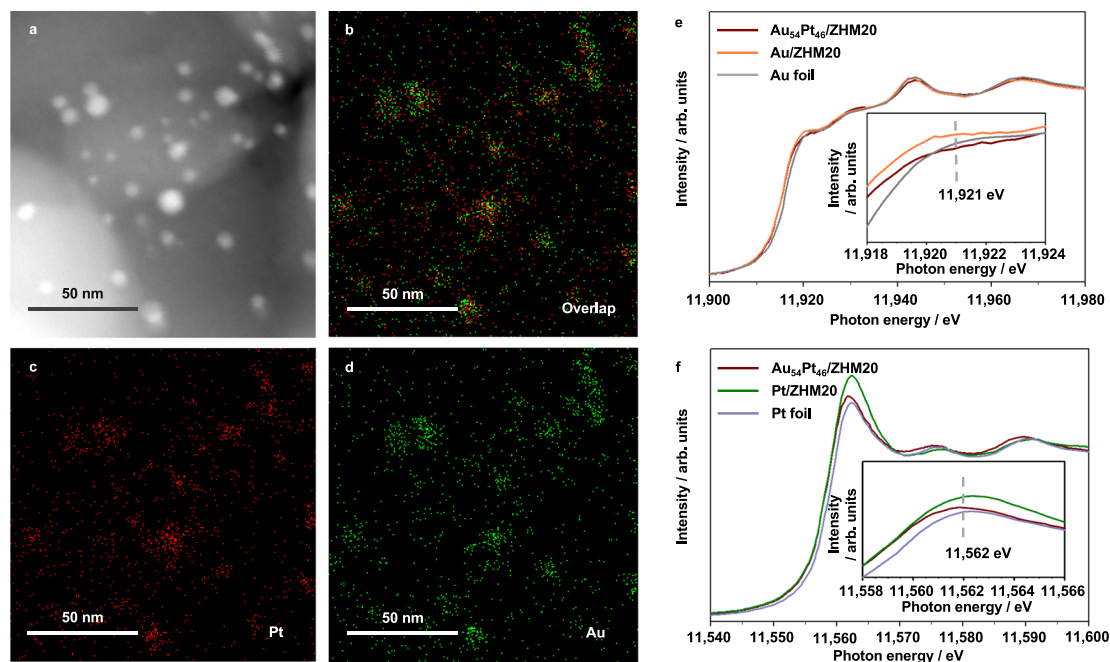 a
50 nm
b
50 nm
Overlap
c
50 nm
Pt
d
50 nm
Au
e
Au54Pt46/ZHM20
Au/ZHM20
Au foil
Intensity / arb. units
Intensity
/ arb. units
11,921 eV
11,918 11,920 11,922 11,924
Photon energy / eV
11,900 11,920 11,940 11,960 11,980
Photon energy / eV
f
Au54Pt46/ZHM20
Pt/ZHM20
Pt foil
Intensity / arb. units
Intensity
/ arb. units
11,562 eV
11,558 11,560 11,562 11,564 11,566
Photon energy / eV
11,540 11,550 11,560 11,570 11,580 11,590 11,600
Photon energy / eV